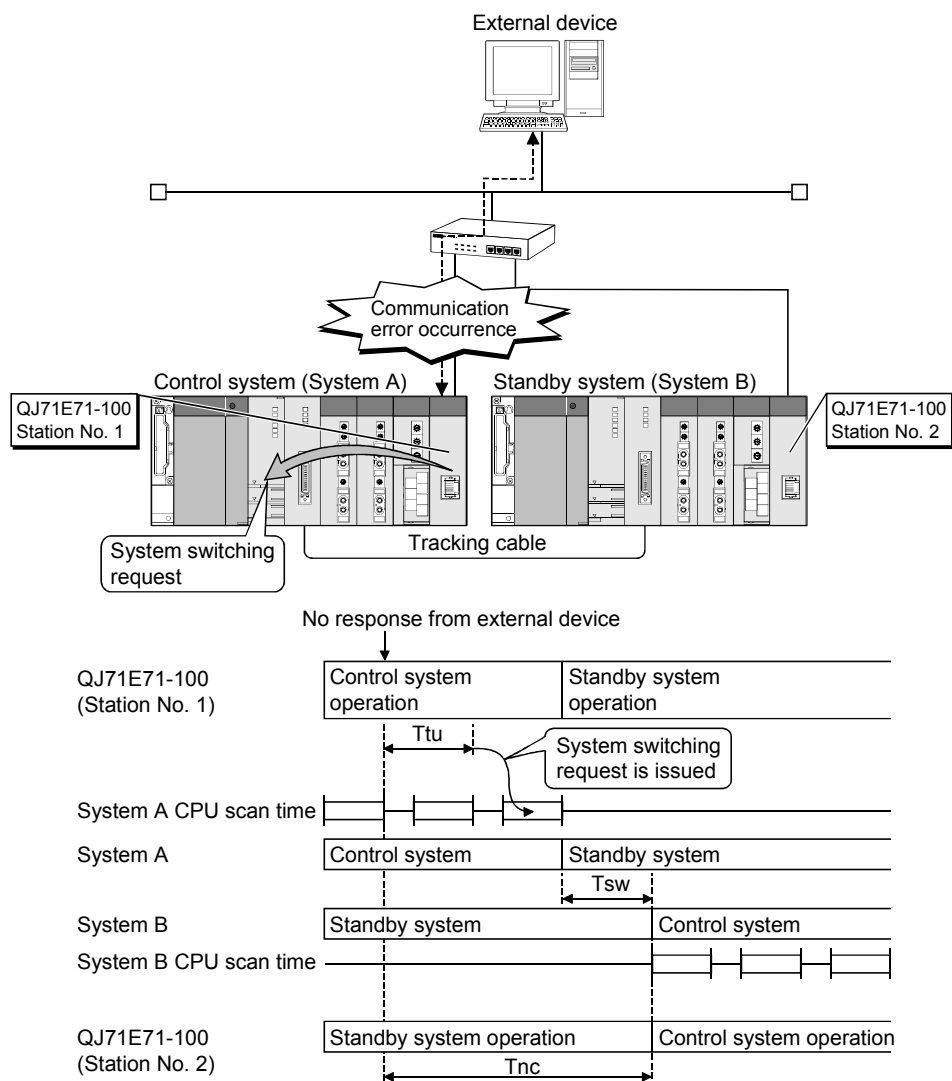 External device
Communication
error occurrence
Control system (System A)
Standby system (System B)
QJ71E71-100
Station No. 1
QJ71E71-100
Station No. 2
System switching
request
Tracking cable
No response from external device
QJ71E71-100
(Station No. 1)
Control system
operation
Standby system
operation
Ttu
System switching
request is issued
System A CPU scan time
System A
Control system
Standby system
Tsw
System B
Standby system
Control system
System B CPU scan time
QJ71E71-100
(Station No. 2)
Standby system operation
Control system operation
Tnc